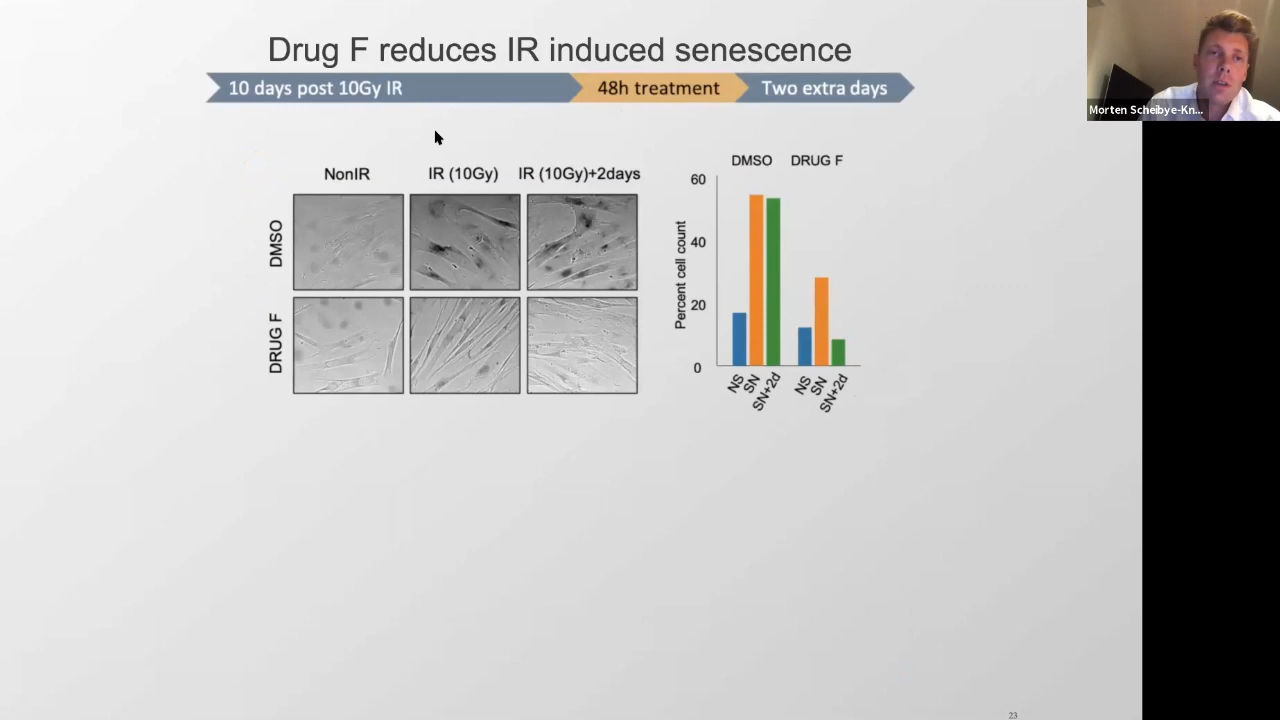 Drug F reduces IR induced senescence
10 days post 10Gy IR
48h treatment
Two extra days
NonIR
IR (10Gy)
IR (10Gy)+2days
DMSO
DRUG F
DMSO
DRUG F
Percent cell count
60
40
20
0
NS
SN
SN+2d
NS
SN
SN+2d
Morten Scheibye-Kn...
23